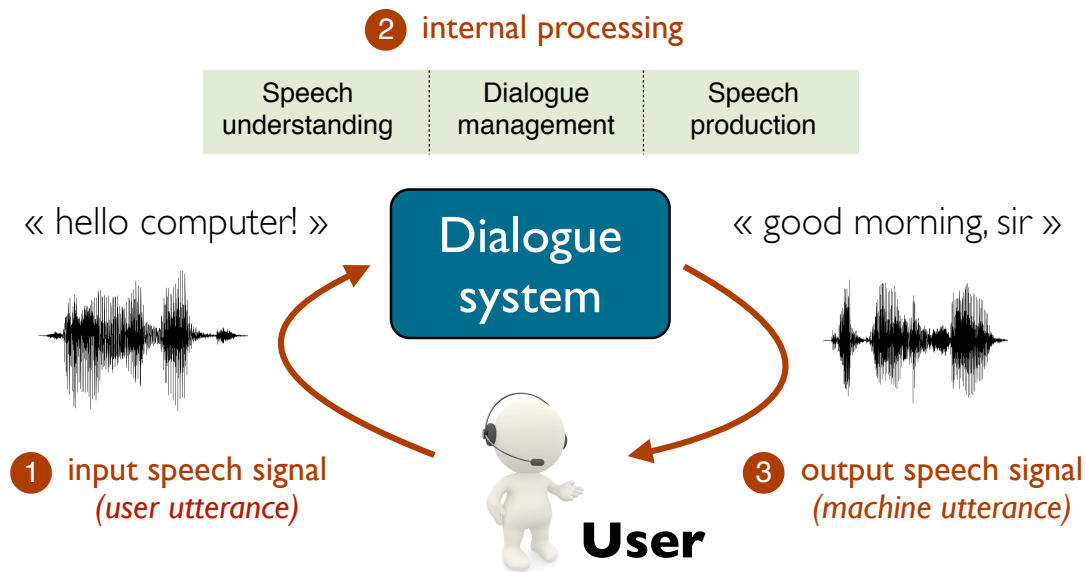 2 internal processing
Speech understanding
Dialogue management
Speech production
« hello computer! »
Dialogue
system
« good morning, sir »
1 input speech signal
(user utterance)
3 output speech signal
(machine utterance)
User